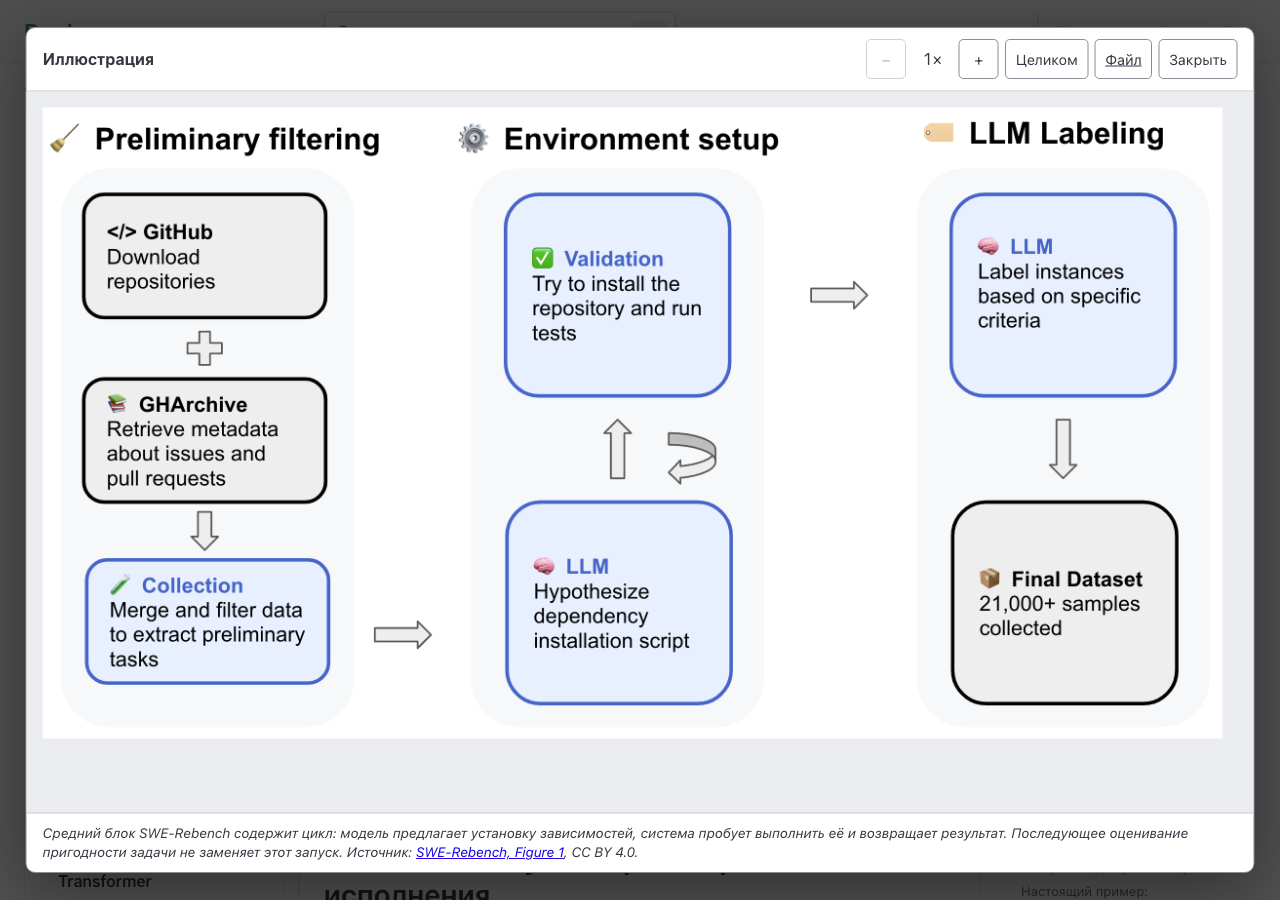 Иллюстрация
−
1×
+
Целиком
Файл
Закрыть
Preliminary filtering
</> GitHub
Download
repositories
GHArchive
Retrieve metadata
about issues and
pull requests
Collection
Merge and filter data
to extract preliminary
tasks
Environment setup
Validation
Try to install the
repository and run
tests
LLM
Hypothesize
dependency
installation script
LLM Labeling
LLM
Label instances
based on specific
criteria
Final Dataset
21,000+ samples
collected
Средний блок SWE-Rebench содержит цикл: модель предлагает установку зависимостей, система пробует выполнить её и возвращает результат. Последующее оценивание
пригодности задачи не заменяет этот запуск. Источник: SWE-Rebench, Figure 1, CC BY 4.0.
Transformer
исполнения
Настоящий пример: